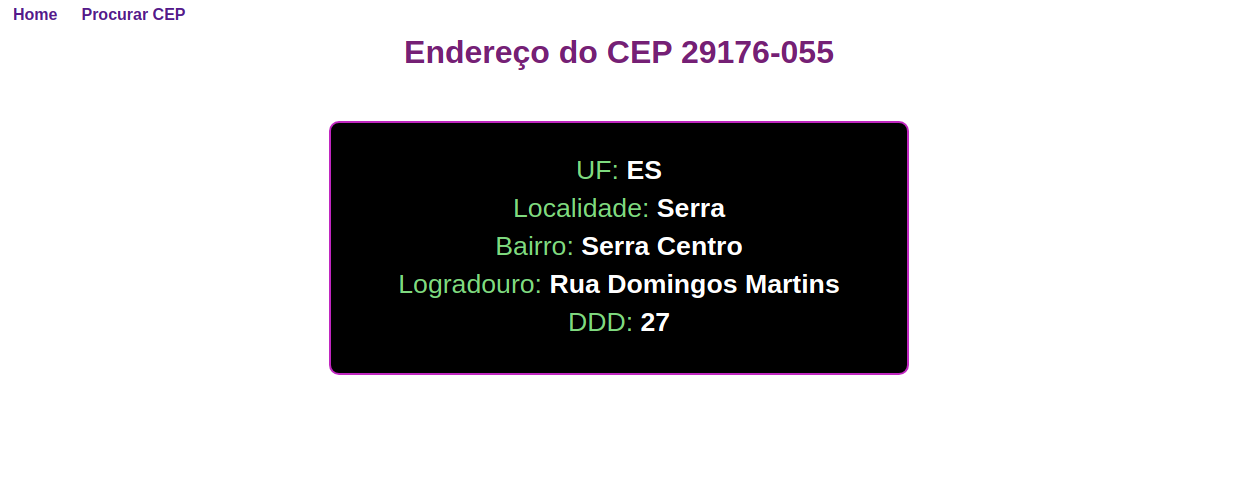 Home Procurar CEP
Endereço do CEP 29176-055
UF: ES
Localidade: Serra
Bairro: Serra Centro
Logradouro: Rua Domingos Martins
DDD: 27